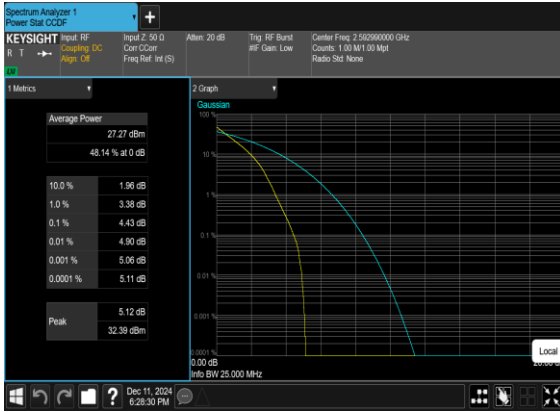 Spectrum Analyzer 1
Power Stat CCDF
+
KEYSIGHT
R T
LV
Input: RF
Coupling: DC
Align: Off
Input Z: 50 Ω
Corr CCorr
Freq Ref: Int (S)
Atten: 20 dB
Trig: RF Burst
#IF Gain: Low
Center Freq: 2.592990000 GHz
Counts: 1.00 M/1.00 Mpt
Radio Std: None
1 Metrics
Average Power
27.27 dBm
48.14 % at 0 dB
10.0 % 1.96 dB
1.0 % 3.38 dB
0.1 % 4.43 dB
0.01 % 4.90 dB
0.001 % 5.06 dB
0.0001 % 5.11 dB
Peak
5.12 dB
32.39 dBm
2 Graph
Gaussian
100 %
10 %
1 %
0.1 %
0.01 %
0.001 %
0.0001 %
0.00 dB
20.00 dB
Info BW 25.000 MHz
Local
?
Dec 11, 2024
6:28:30 PM